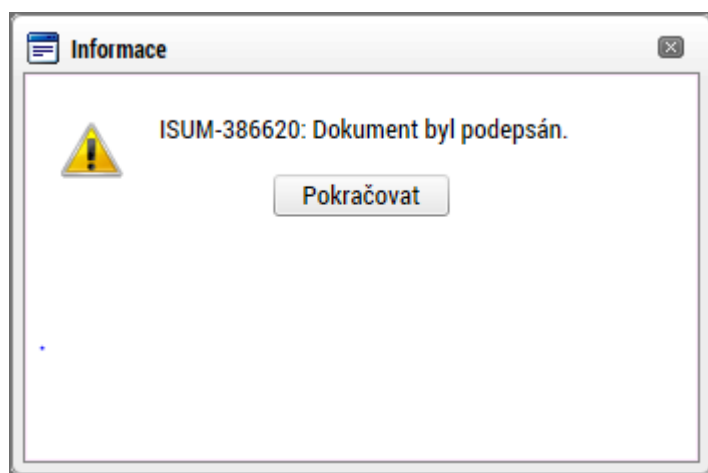 Informace
ISUM-386620: Dokument byl podepsán.
Pokračovat